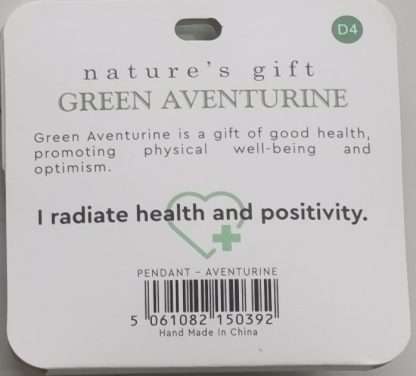 D4
nature's gift
GREEN AVENTURINE
Green Aventurine is a gift of good health,
promoting physical well-being and
optimism.
I radiate health and positivity.
PENDANT – AVENTURINE
5 061082 150392
Hand Made In China